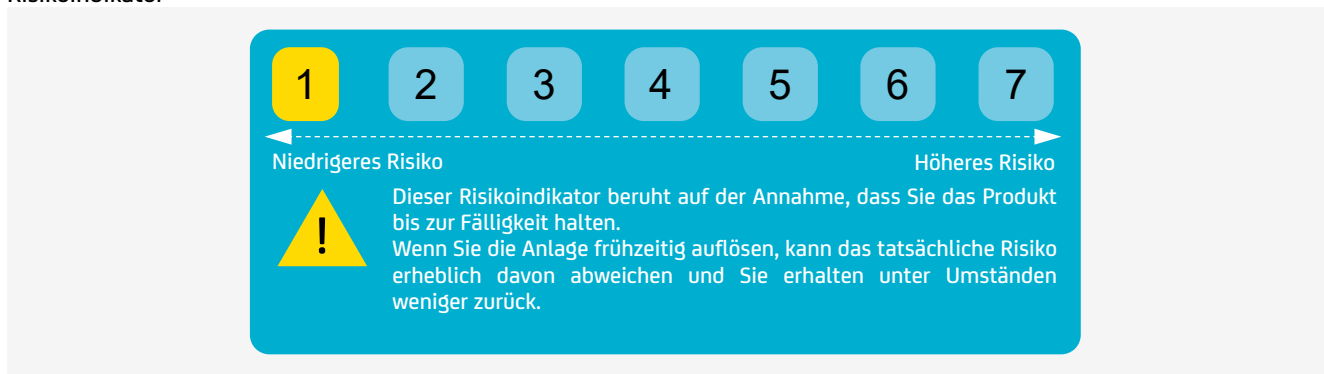 Risikoindikator
1 2 3 4 5 6 7
Niedrigeres Risiko Höheres Risiko
!
Dieser Risikoindikator beruht auf der Annahme, dass Sie das Produkt
bis zur Fälligkeit halten.
Wenn Sie die Anlage frühzeitig auflösen, kann das tatsächliche Risiko
erheblich davon abweichen und Sie erhalten unter Umständen
weniger zurück.